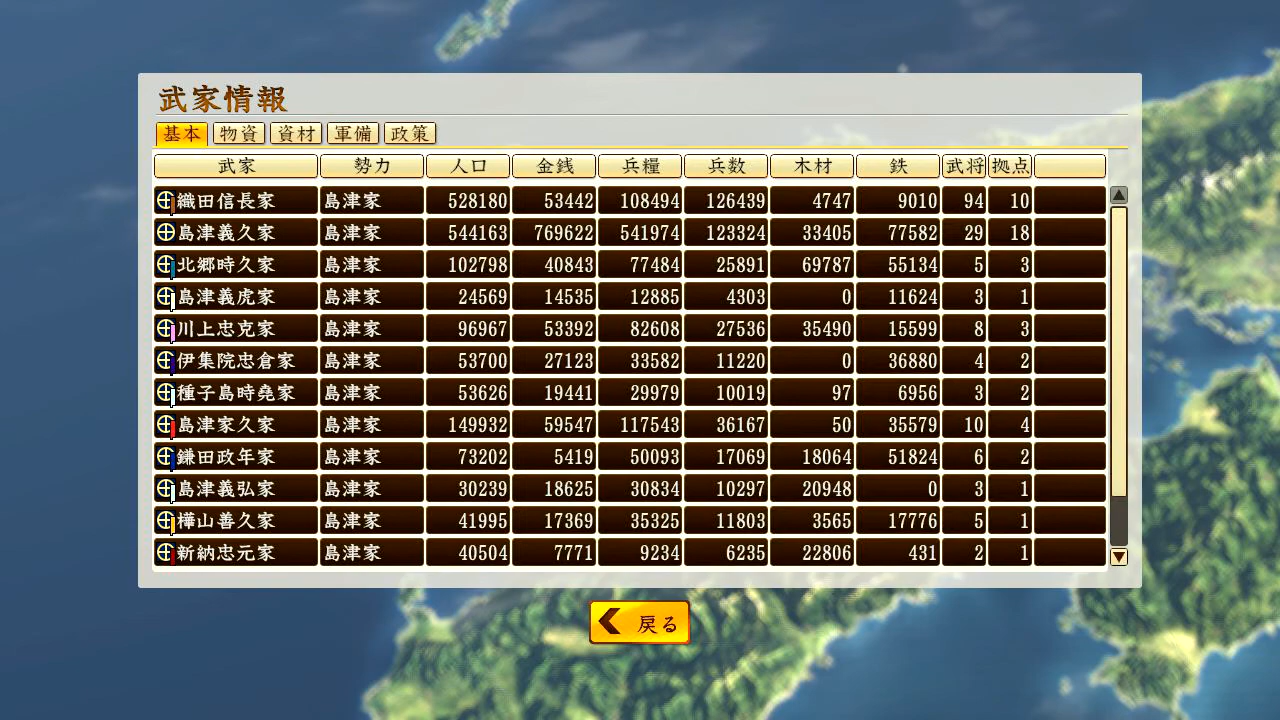 武家情報
基本 物資 資材 軍備 政策
武家 勢力 人口 金銭 兵糧 兵数 木材 鉄 武将 拠点
織田信長家 島津家 528180 53442 108494 126439 4747 9010 94 10
島津義久家 島津家 544163 769622 541974 123324 33405 77582 29 18
北郷時久家 島津家 102798 40843 77484 25891 69787 55134 5 3
島津義虎家 島津家 24569 14535 12885 4303 0 11624 3 1
川上忠克家 島津家 96967 53392 82608 27536 35490 15599 8 3
伊集院忠倉家 島津家 53700 27123 33582 11220 0 36880 4 2
種子島時堯家 島津家 53626 19441 29979 10019 97 6956 3 2
島津家久家 島津家 149932 59547 117543 36167 50 35579 10 4
鎌田政年家 島津家 73202 5419 50093 17069 18064 51824 6 2
島津義弘家 島津家 30239 18625 30834 10297 20948 0 3 1
樺山善久家 島津家 41995 17369 35325 11803 3565 17776 5 1
新納忠元家 島津家 40504 7771 9234 6235 22806 431 2 1
戻る